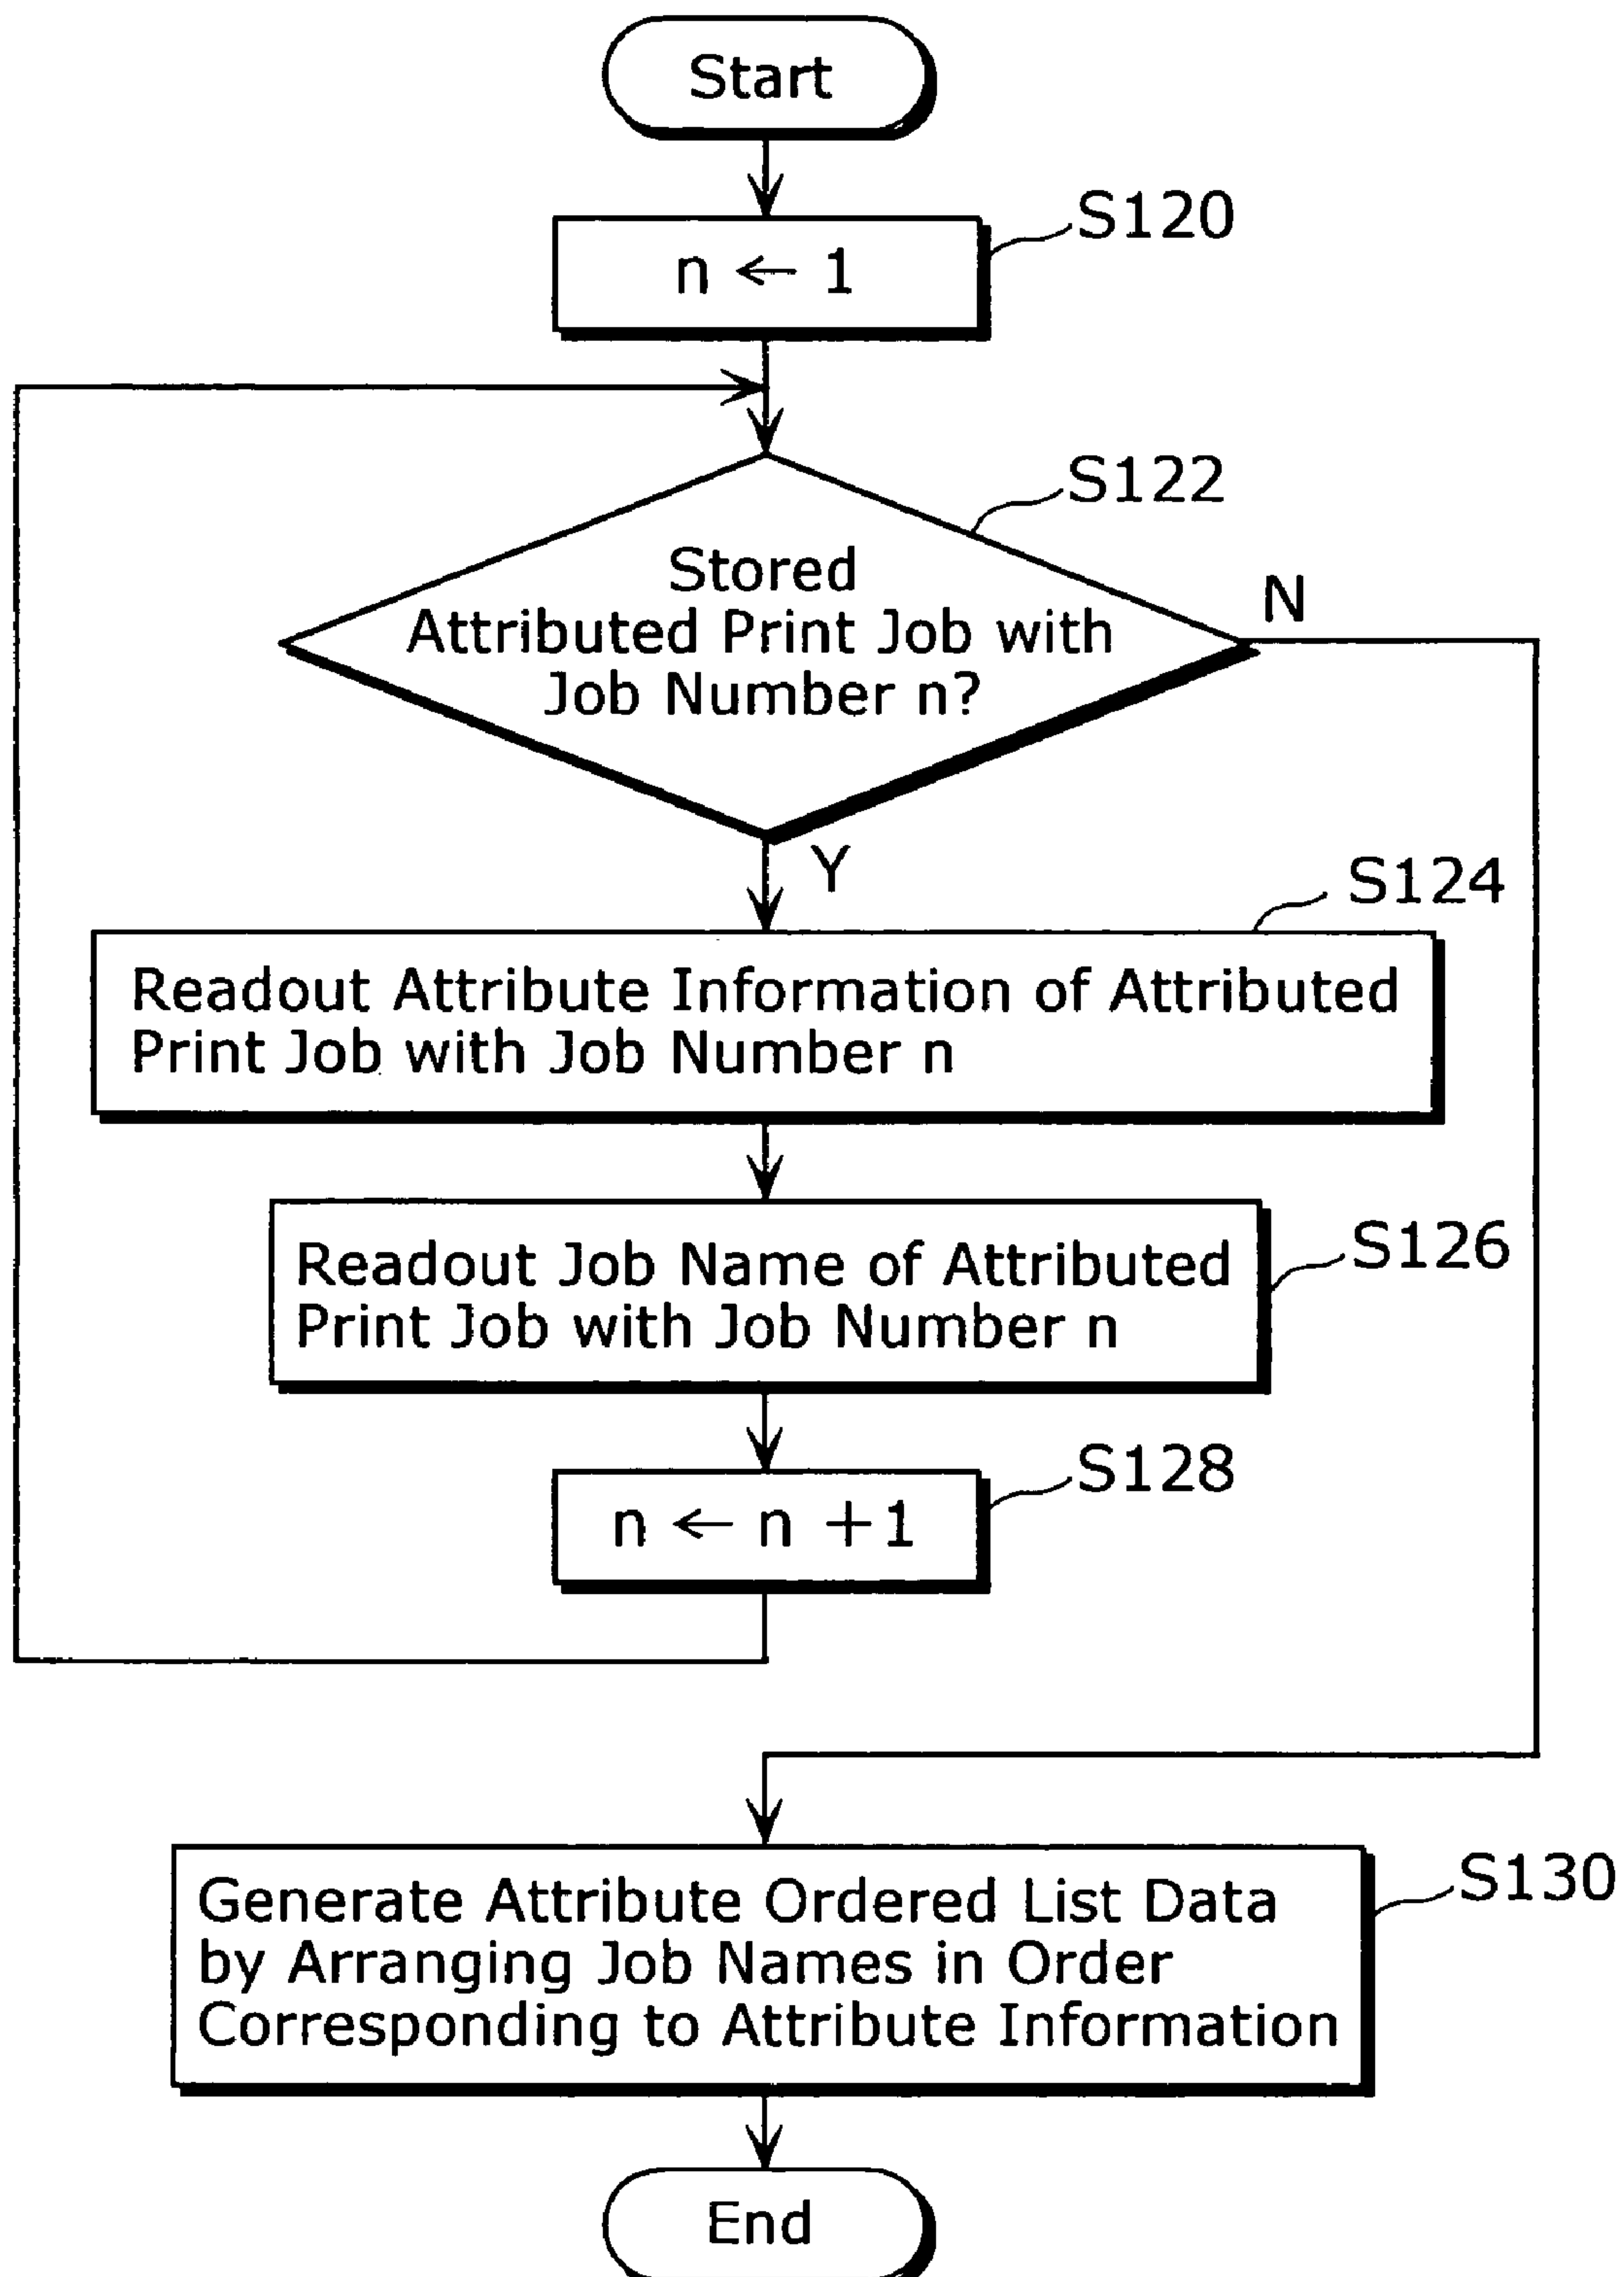 Start
S120
n ← 1
S122
Stored
Attributed Print Job with
Job Number n?
N
Y
S124
Readout Attribute Information of Attributed
Print Job with Job Number n
S126
Readout Job Name of Attributed
Print Job with Job Number n
S128
n ← n +1
S130
Generate Attribute Ordered List Data
by Arranging Job Names in Order
Corresponding to Attribute Information
End